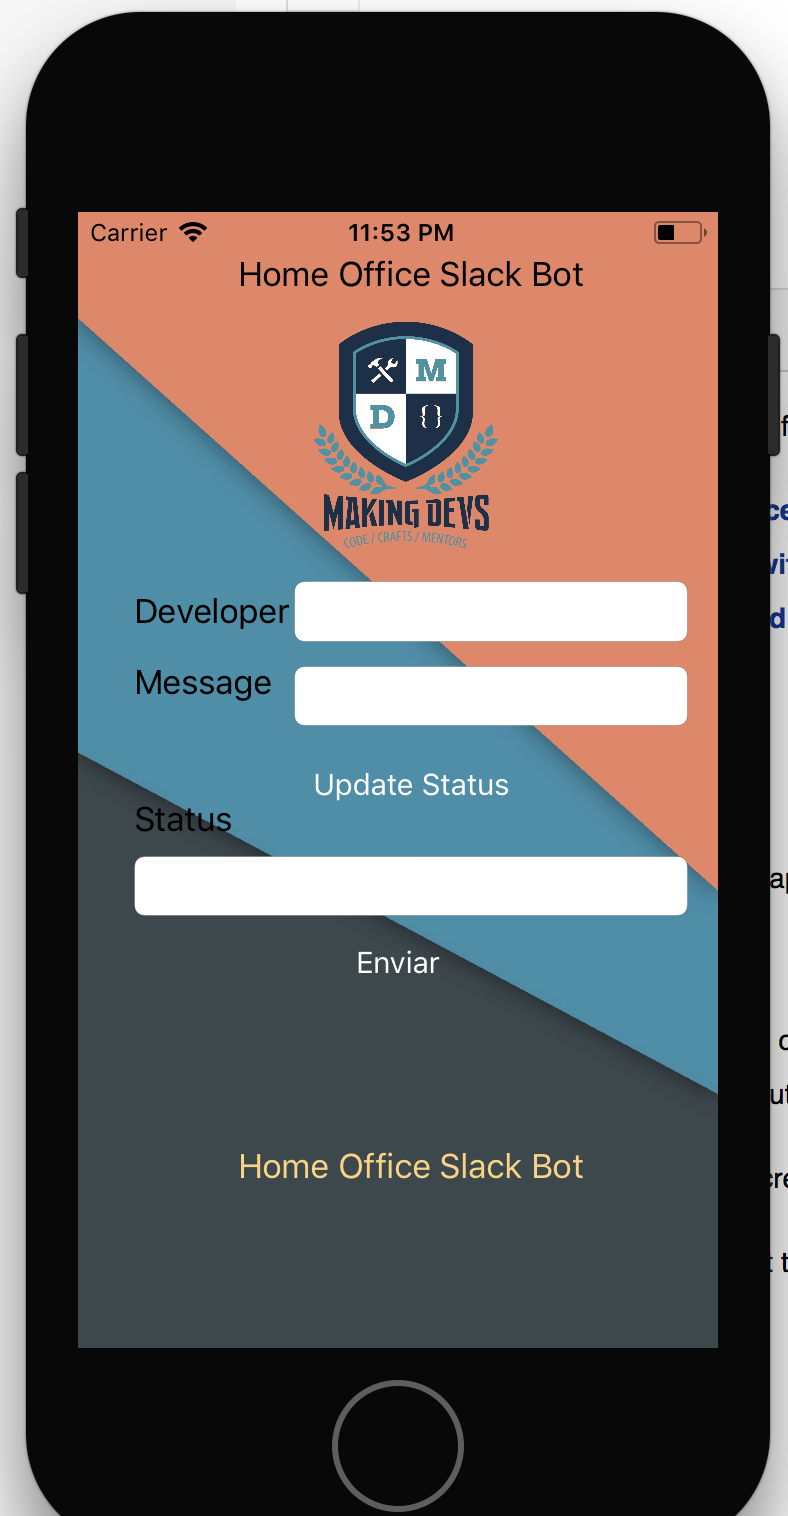 Carrier 11:53 PM
Home Office Slack Bot
M
D {}
MAKING DEVS
CODE / CRAFTS / MENTORS
Developer
Message
Update Status
Status
Enviar
Home Office Slack Bot